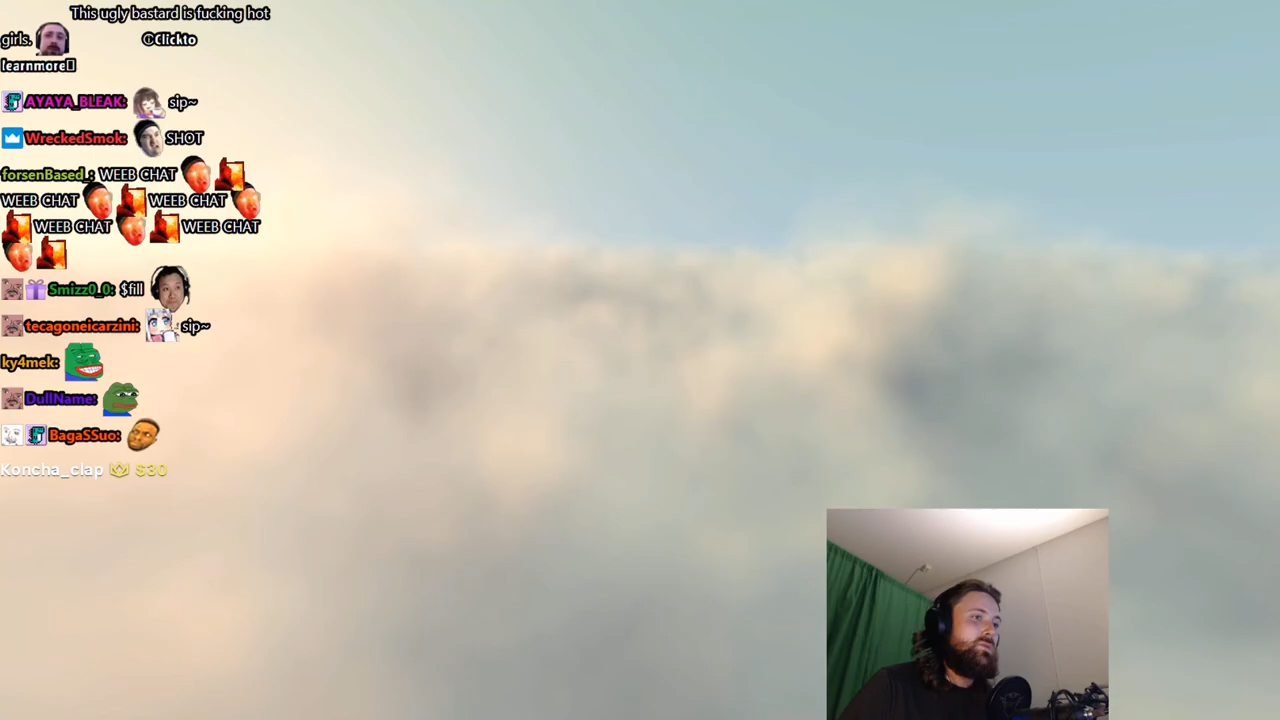 This ugly bastard is fucking hot
girls. ©Clickto
learnmore
AYAYA_BLEAK: sip~
WreckedSmok: SHOT
forsenBased_: WEEB CHAT
WEEB CHAT WEEB CHAT
WEEB CHAT WEEB CHAT
Smizz0_0: $fill
tecagoneicarzini: sip~
ky4mek:
DullName:
BagaSSuo:
Koncha_clap $30